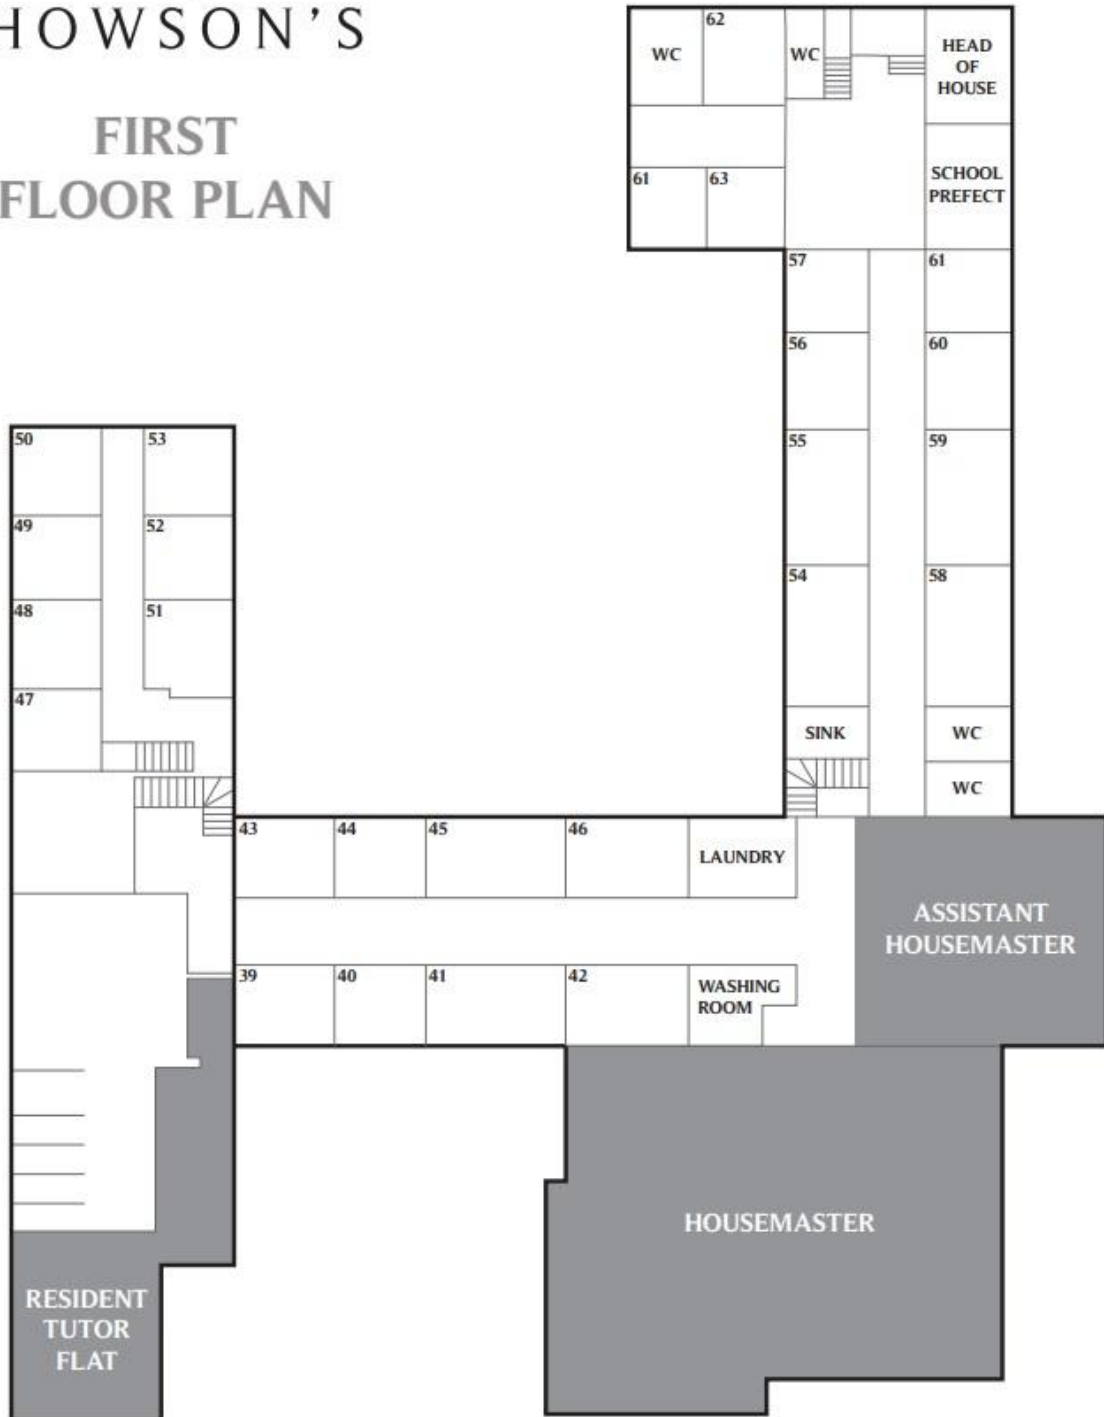 HOWSON'S
FIRST
FLOOR PLAN
WC
62
WC
HEAD
OF
HOUSE
61
63
SCHOOL
PREFECT
57
61
56
60
55
59
54
58
SINK
WC
WC
50
53
49
52
48
51
47
43
44
45
46
LAUNDRY
39
40
41
42
WASHING
ROOM
ASSISTANT
HOUSEMASTER
HOUSEMASTER
RESIDENT
TUTOR
FLAT